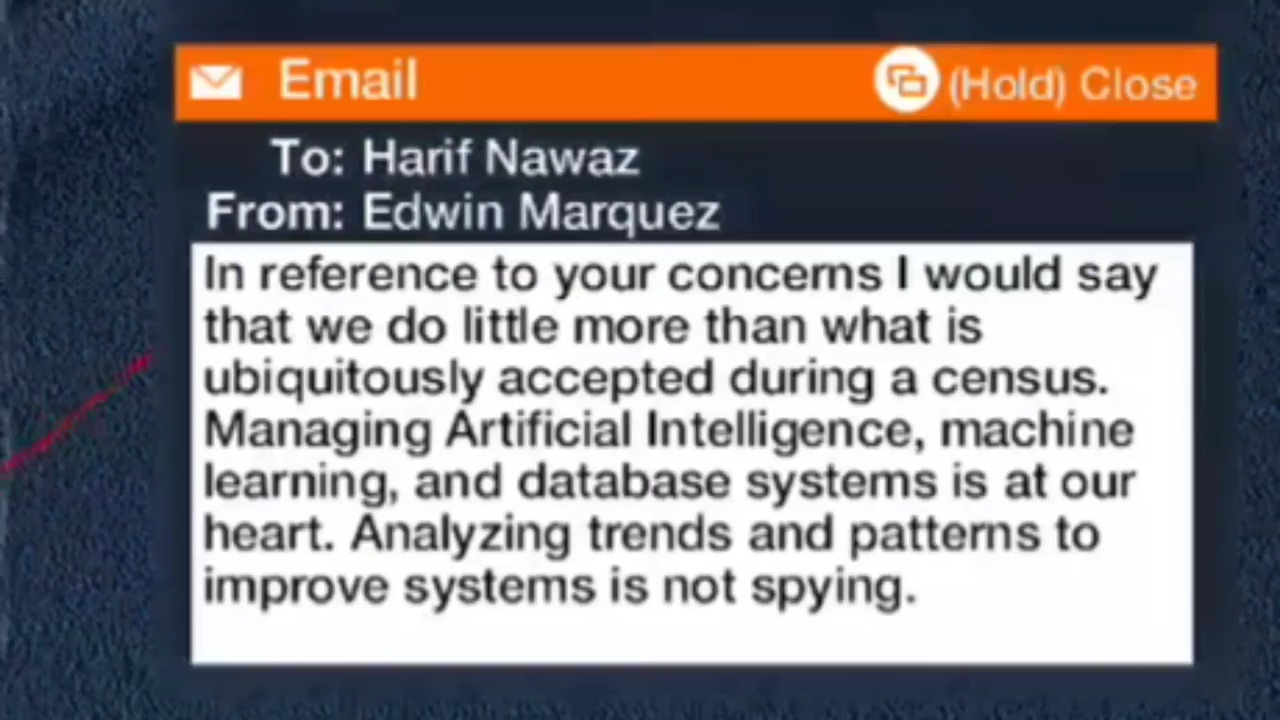 Email
(Hold) Close
To: Harif Nawaz
From: Edwin Marquez
In reference to your concerns I would say
that we do little more than what is
ubiquitously accepted during a census.
Managing Artificial Intelligence, machine
learning, and database systems is at our
heart. Analyzing trends and patterns to
improve systems is not spying.